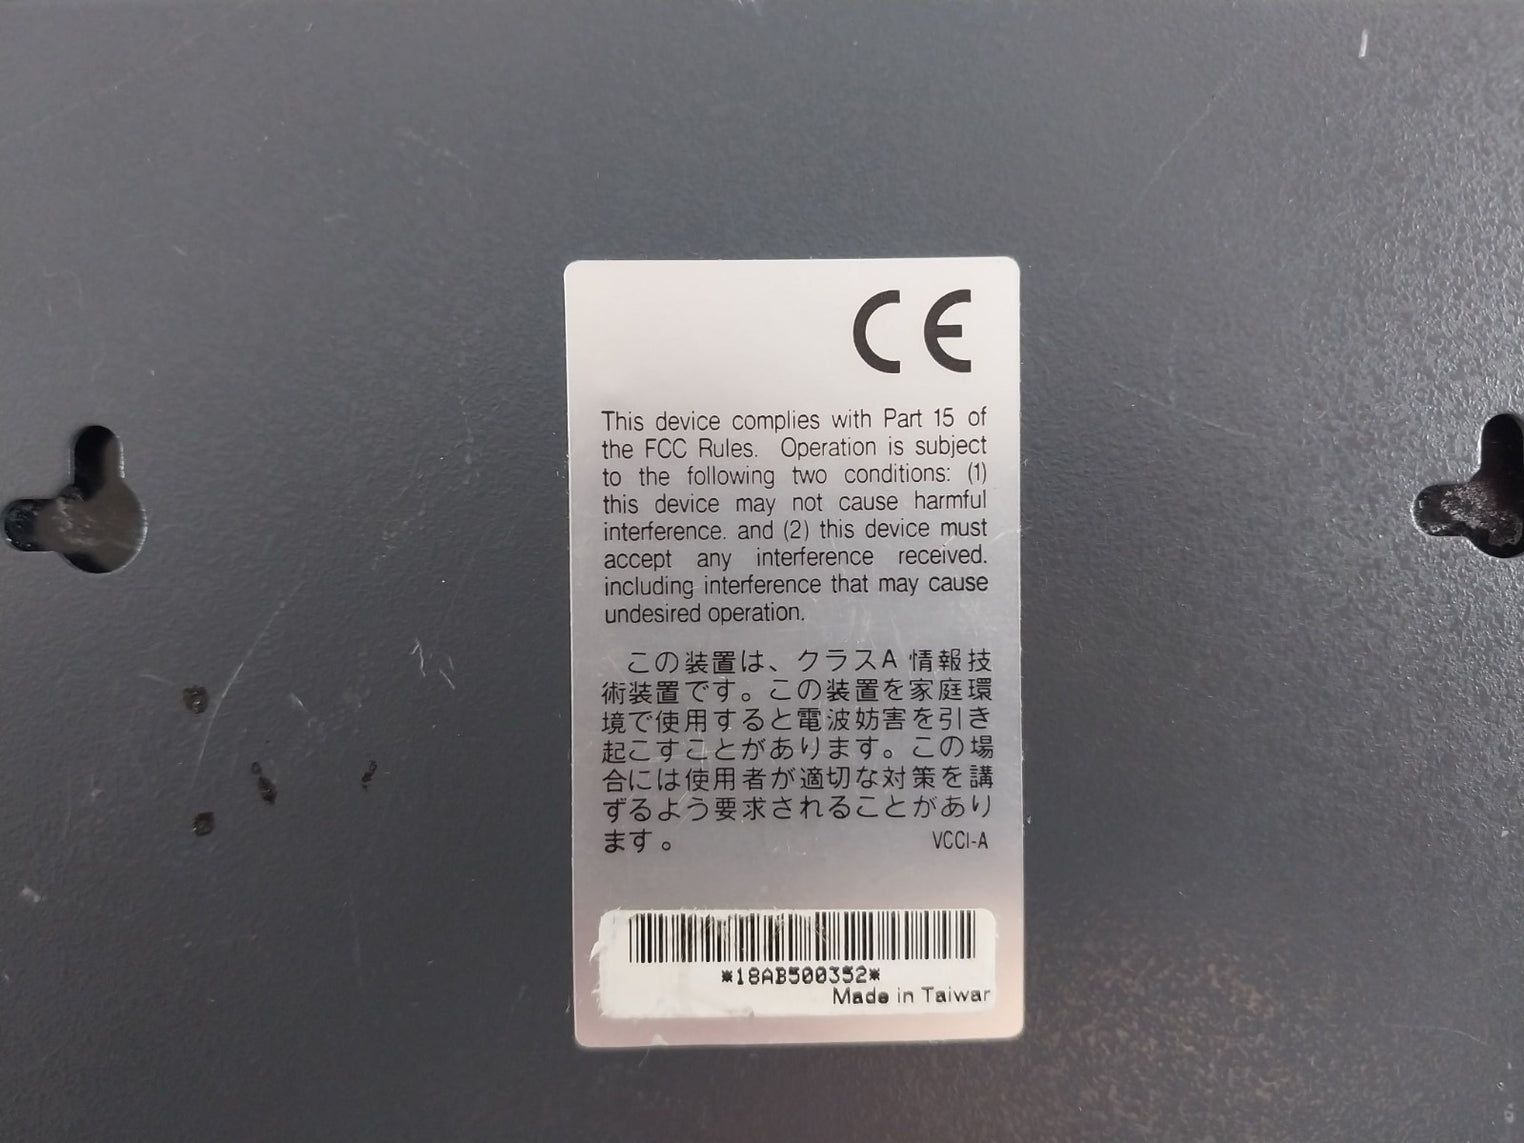 CE
This device complies with Part 15 of
the FCC Rules. Operation is subject
to the following two conditions: (1)
this device may not cause harmful
interference. and (2) this device must
accept any interference received.
including interference that may cause
undesired operation.
この装置は、クラスA 情報技
術装置です。この装置を家庭環
境で使用すると電波妨害を引き
起こすことがあります。この場
合には使用者が適切な対策を講
ずるよう要求されることがあり
ます。 VCCI-A
*18AB500352*
Made in Taiwan